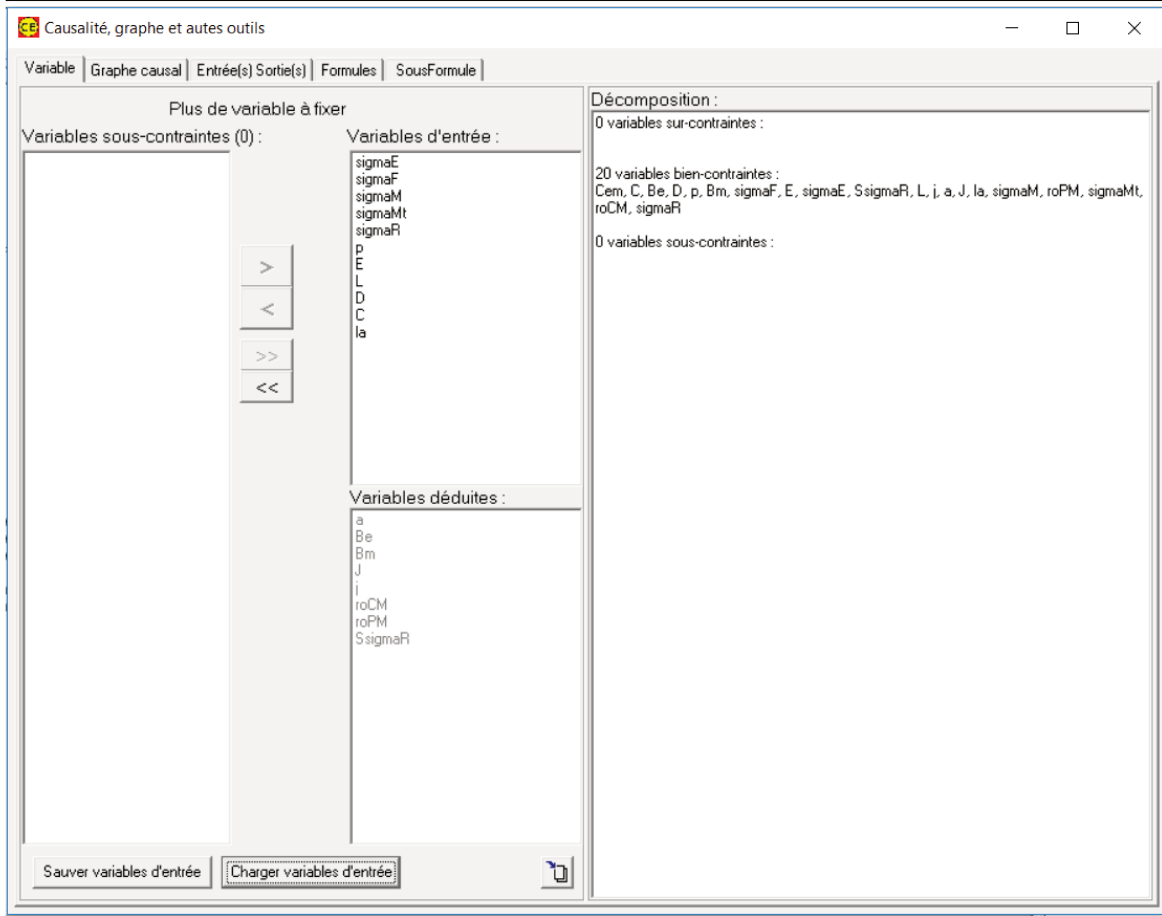 CE Causalité, graphe et autes outils
Variable Graphe causal Entrée(s) Sortie(s) Formules SousFormule
Plus de variable à fixer
Variables sous-contraintes (0) :
>
<
>>
<<
Variables d'entrée :
sigmaE
sigmaF
sigmaM
sigmaMt
sigmaR
p
E
L
D
C
la
Variables déduites :
a
Be
Bm
J
j
roCM
roPM
SsigmaR
Sauver variables d'entrée Charger variables d'entrée
Décomposition :
0 variables sur-contraintes :
20 variables bien-contraintes :
Cem, C, Be, D, p, Bm, sigmaF, E, sigmaE, SsigmaR, L, j, a, J, la, sigmaM, roPM, sigmaMt,
roCM, sigmaR
0 variables sous-contraintes :